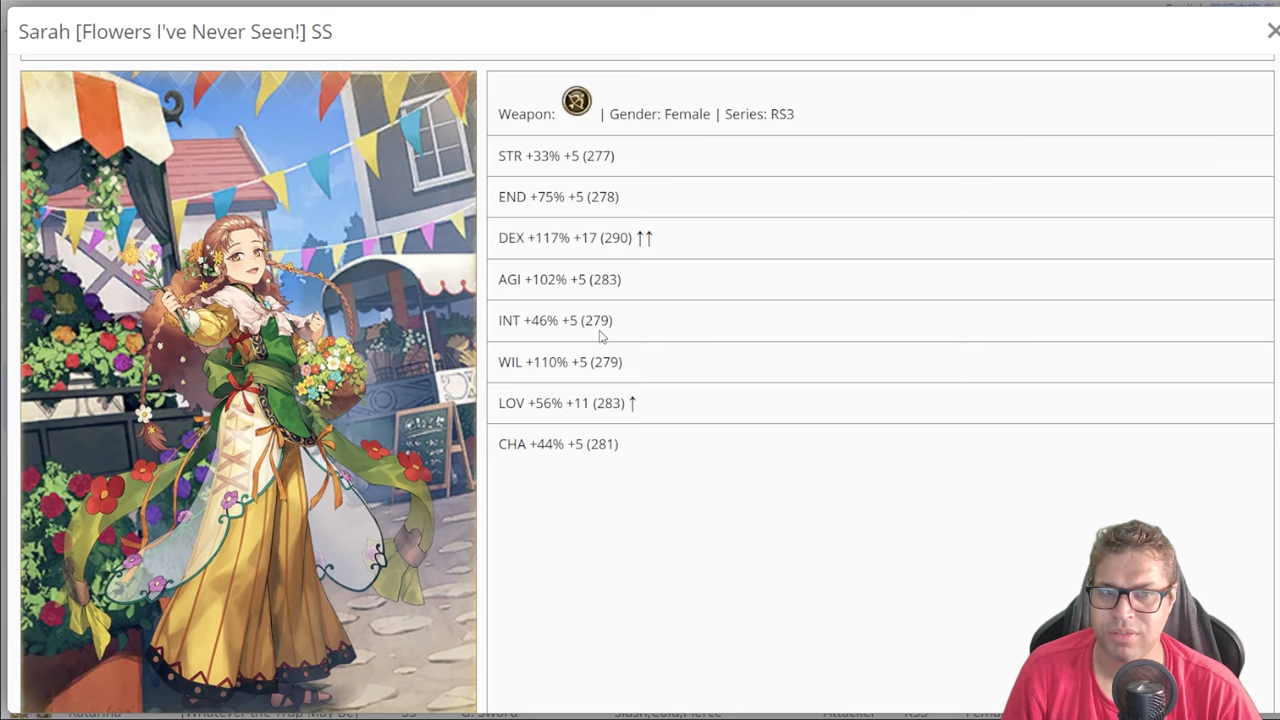 Sarah [Flowers I've Never Seen!] SS
Weapon: | Gender: Female | Series: RS3
STR +33% +5 (277)
END +75% +5 (278)
DEX +117% +17 (290) ↑↑
AGI +102% +5 (283)
INT +46% +5 (279)
WIL +110% +5 (279)
LOV +56% +11 (283) ↑
CHA +44% +5 (281)